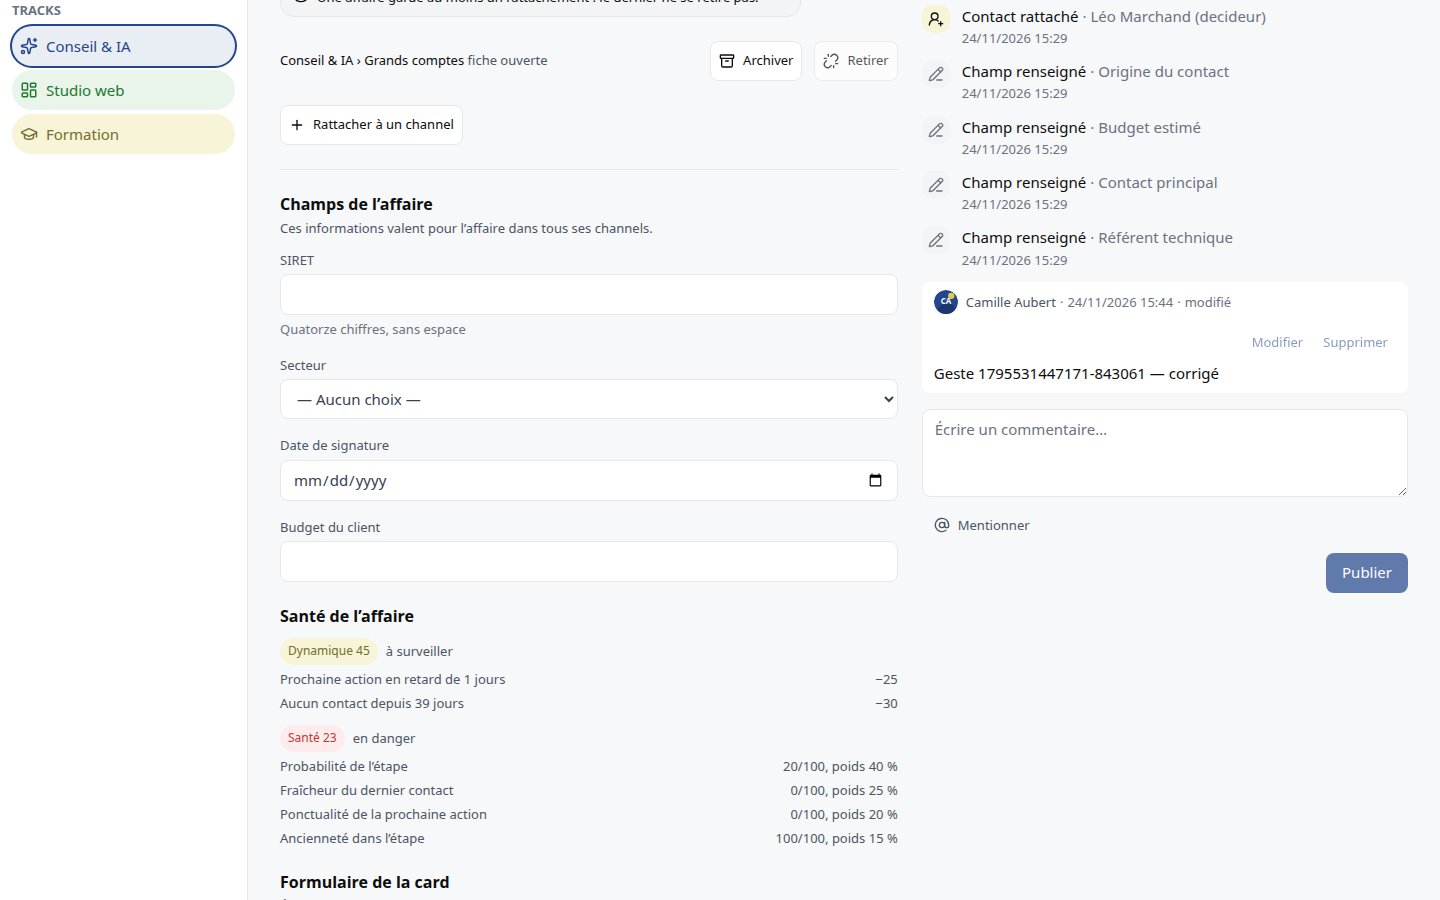 TRACKS
Conseil & IA
Studio web
Formation
Conseil & IA › Grands comptes fiche ouverte
Archiver
Retirer
Rattacher à un channel
Champs de l’affaire
Ces informations valent pour l’affaire dans tous ses channels.
SIRET
Quatorze chiffres, sans espace
Secteur
— Aucun choix —
Date de signature
mm/dd/yyyy
Budget du client
Santé de l’affaire
Dynamique 45 à surveiller
Prochaine action en retard de 1 jours −25
Aucun contact depuis 39 jours −30
Santé 23 en danger
Probabilité de l’étape 20/100, poids 40 %
Fraîcheur du dernier contact 0/100, poids 25 %
Ponctualité de la prochaine action 0/100, poids 20 %
Ancienneté dans l’étape 100/100, poids 15 %
Formulaire de la card
Contact rattaché · Léo Marchand (decideur)
24/11/2026 15:29
Champ renseigné · Origine du contact
24/11/2026 15:29
Champ renseigné · Budget estimé
24/11/2026 15:29
Champ renseigné · Contact principal
24/11/2026 15:29
Champ renseigné · Référent technique
24/11/2026 15:29
CA Camille Aubert · 24/11/2026 15:44 · modifié
Modifier Supprimer
Geste 1795531447171-843061 — corrigé
Écrire un commentaire…
Mentionner
Publier